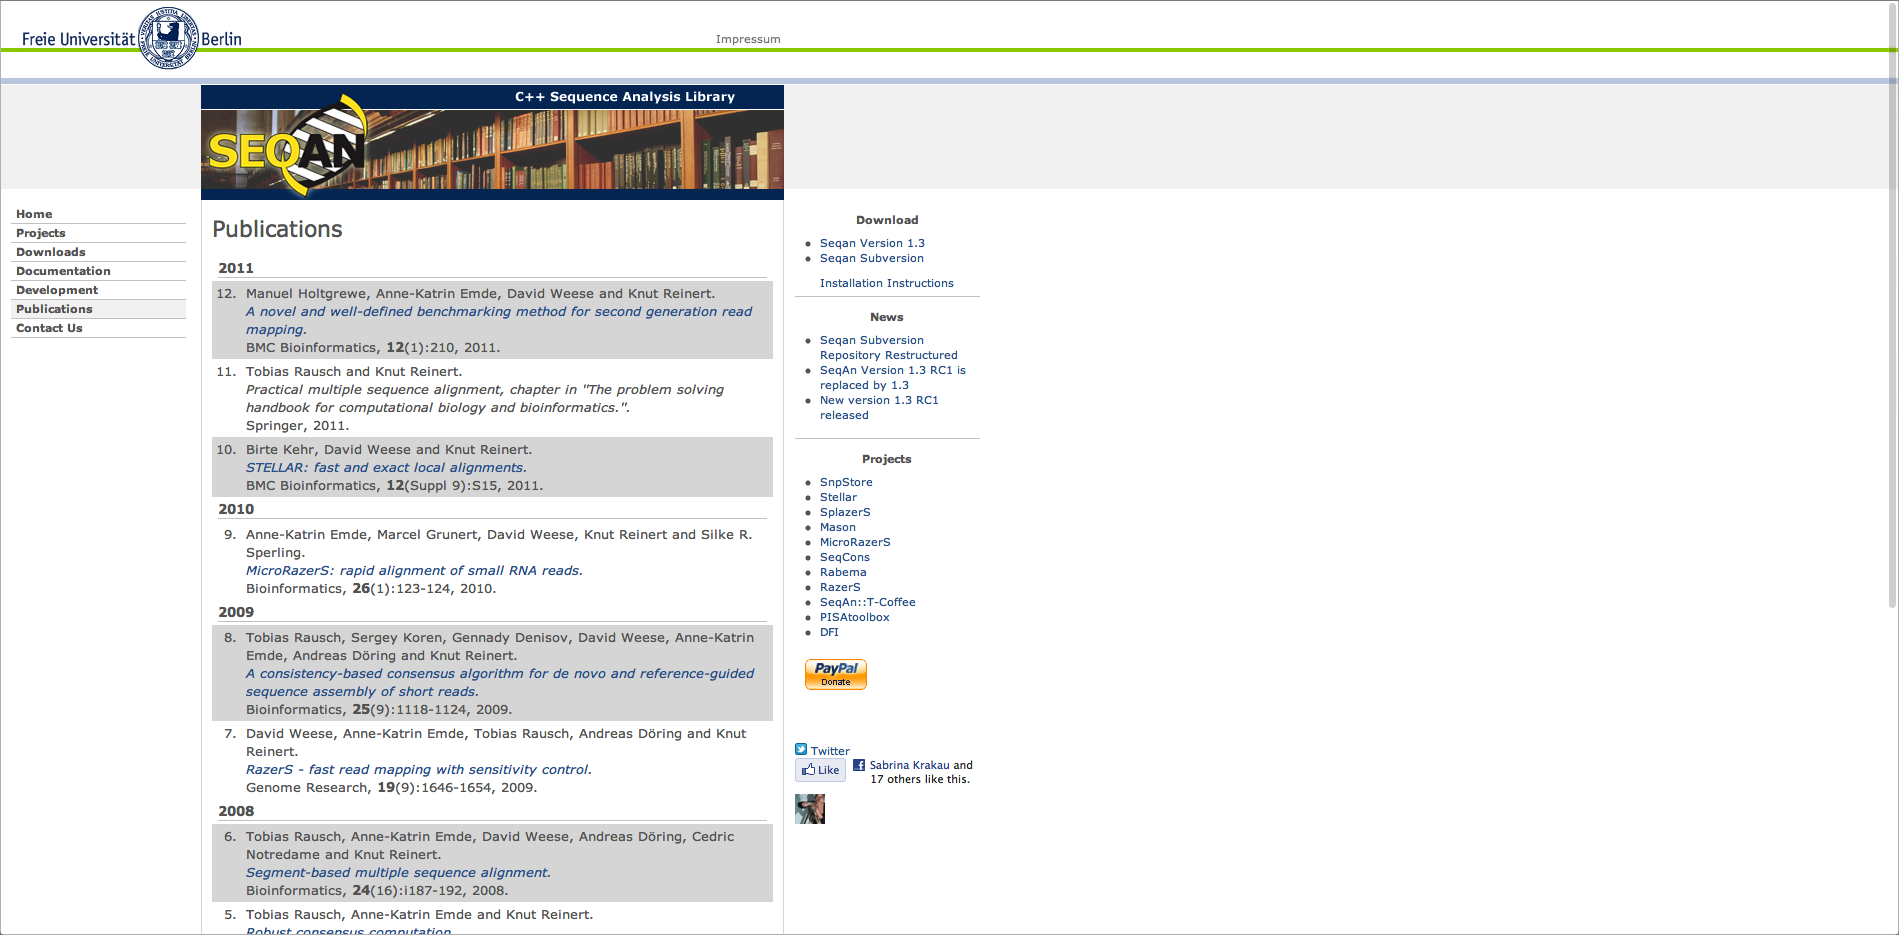 Freie Universität Berlin
Impressum
C++ Sequence Analysis Library
SEQAN
Home
Projects
Downloads
Documentation
Development
Publications
Contact Us
Publications
2011
12. Manuel Holtgrewe, Anne-Katrin Emde, David Weese and Knut Reinert.
A novel and well-defined benchmarking method for second generation read
mapping.
BMC Bioinformatics, 12(1):210, 2011.
11. Tobias Rausch and Knut Reinert.
Practical multiple sequence alignment, chapter in "The problem solving
handbook for computational biology and bioinformatics.".
Springer, 2011.
10. Birte Kehr, David Weese and Knut Reinert.
STELLAR: fast and exact local alignments.
BMC Bioinformatics, 12(Suppl 9):S15, 2011.
2010
9. Anne-Katrin Emde, Marcel Grunert, David Weese, Knut Reinert and Silke R.
Sperling.
MicroRazerS: rapid alignment of small RNA reads.
Bioinformatics, 26(1):123-124, 2010.
2009
8. Tobias Rausch, Sergey Koren, Gennady Denisov, David Weese, Anne-Katrin
Emde, Andreas Döring and Knut Reinert.
A consistency-based consensus algorithm for de novo and reference-guided
sequence assembly of short reads.
Bioinformatics, 25(9):1118-1124, 2009.
7. David Weese, Anne-Katrin Emde, Tobias Rausch, Andreas Döring and Knut
Reinert.
RazerS - fast read mapping with sensitivity control.
Genome Research, 19(9):1646-1654, 2009.
2008
6. Tobias Rausch, Anne-Katrin Emde, David Weese, Andreas Döring, Cedric
Notredame and Knut Reinert.
Segment-based multiple sequence alignment.
Bioinformatics, 24(16):i187-192, 2008.
5. Tobias Rausch, Anne-Katrin Emde and Knut Reinert.
Robust consensus computation.
Download
Seqan Version 1.3
Seqan Subversion
Installation Instructions
News
Seqan Subversion
Repository Restructured
SeqAn Version 1.3 RC1 is
replaced by 1.3
New version 1.3 RC1
released
Projects
SnpStore
Stellar
SplazerS
Mason
MicroRazerS
SeqCons
Rabema
RazerS
SeqAn::T-Coffee
PISAtoolbox
DFI
PayPal
Donate
Twitter
Like
Sabrina Krakau and
17 others like this.